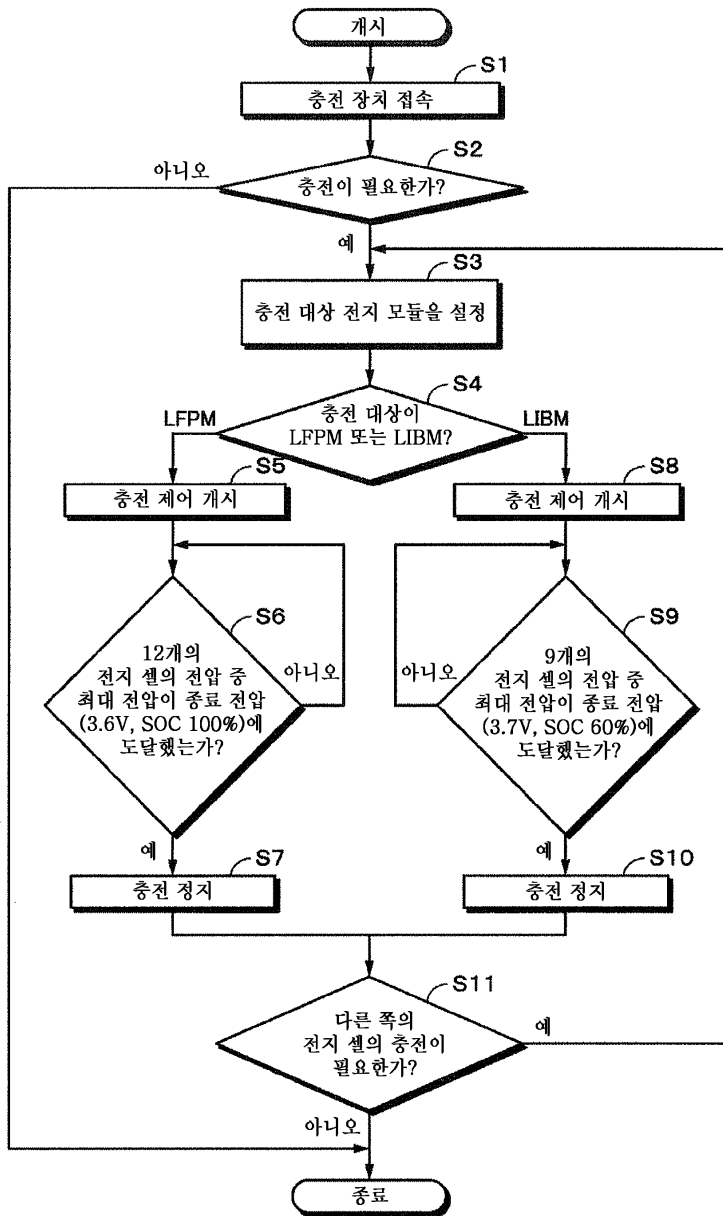 개시
S1
충전 장치 접속
S2
아니오
충전이 필요한가?
예
S3
충전 대상 전지 모듈을 설정
S4
LFPM
충전 대상이
LFPM 또는 LIBM?
LIBM
S5
충전 제어 개시
S8
충전 제어 개시
S6
12개의
전지 셀의 전압 중
최대 전압이 종료 전압
(3.6V, SOC 100%)에
도달했는가?
아니오
S9
9개의
전지 셀의 전압 중
최대 전압이 종료 전압
(3.7V, SOC 60%)에
도달했는가?
아니오
예
S7
충전 정지
예
S10
충전 정지
S11
다른 쪽의
전지 셀의 충전이
필요한가?
예
아니오
종료